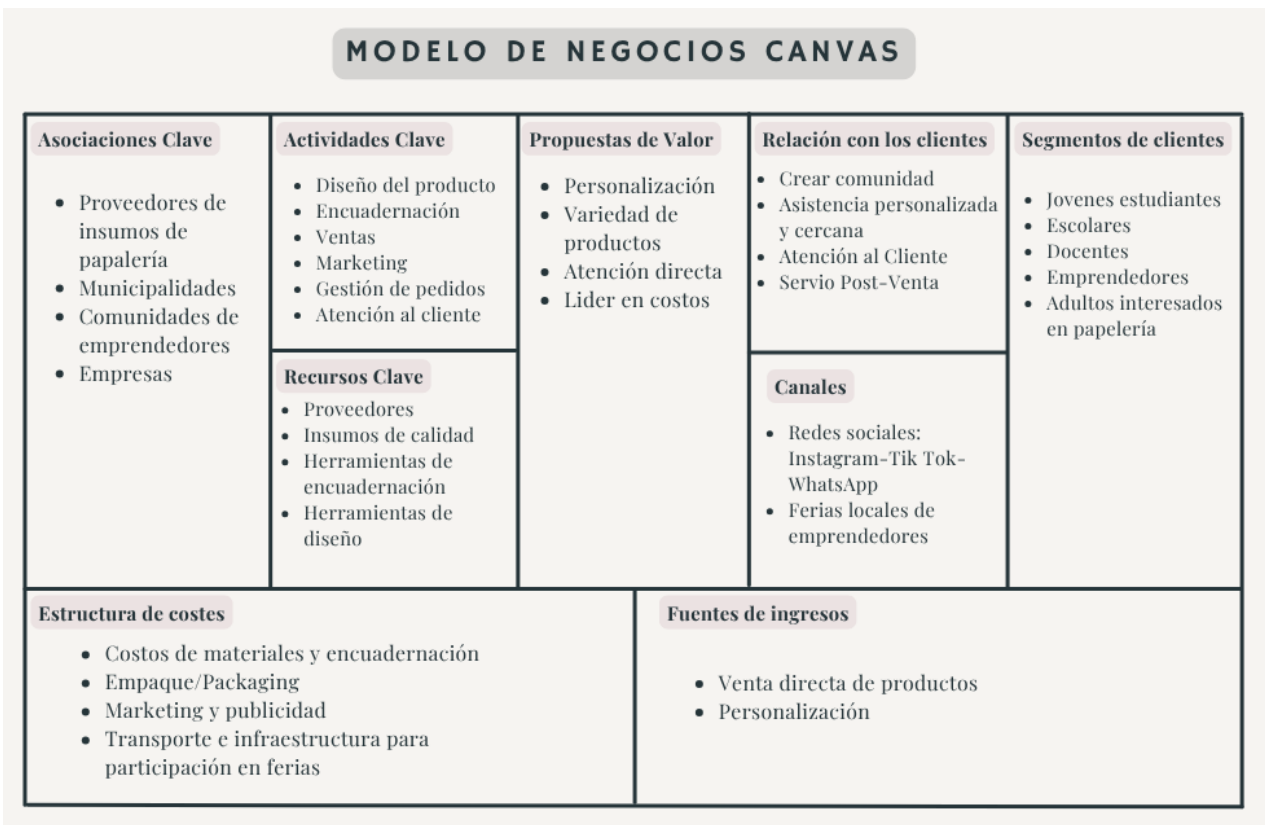 MODELO DE NEGOCIOS CANVAS
Asociaciones Clave
• Proveedores de
insumos de
papalería
• Municipalidades
• Comunidades de
emprendedores
• Empresas
Actividades Clave
• Diseño del producto
• Encuadernación
• Ventas
• Marketing
• Gestión de pedidos
• Atención al cliente
Recursos Clave
• Proveedores
• Insumos de calidad
• Herramientas de
encuadernación
• Herramientas de
diseño
Propuestas de Valor
• Personalización
• Variedad de
productos
• Atención directa
• Lider en costos
Relación con los clientes
• Crear comunidad
• Asistencia personalizada
y cercana
• Atención al Cliente
• Servio Post-Venta
Canales
• Redes sociales:
Instagram-Tik Tok-
WhatsApp
• Ferias locales de
emprendedores
Segmentos de clientes
• Jovenes estudiantes
• Escolares
• Docentes
• Emprendedores
• Adultos interesados
en papelería
Estructura de costes
• Costos de materiales y encuadernación
• Empaque/Packaging
• Marketing y publicidad
• Transporte e infraestructura para
participación en ferias
Fuentes de ingresos
• Venta directa de productos
• Personalización